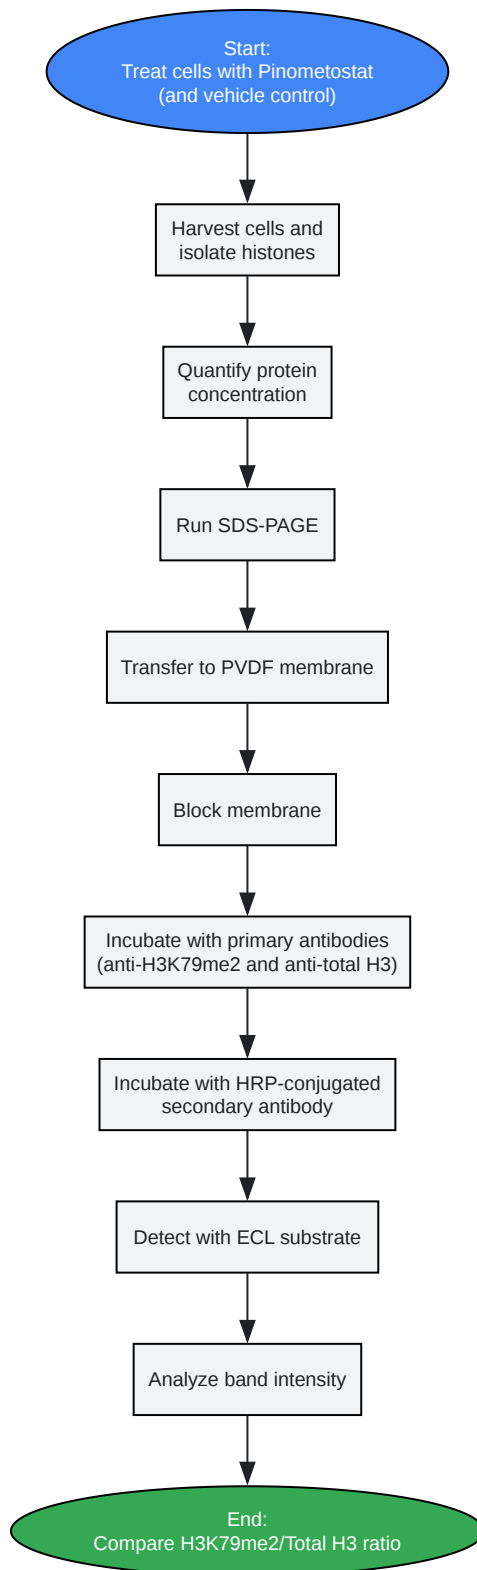 Start:
Treat cells with Pinometostat
(and vehicle control)
Harvest cells and
isolate histones
Quantify protein
concentration
Run SDS-PAGE
Transfer to PVDF membrane
Block membrane
Incubate with primary antibodies
(anti-H3K79me2 and anti-total H3)
Incubate with HRP-conjugated
secondary antibody
Detect with ECL substrate
Analyze band intensity
End:
Compare H3K79me2/Total H3 ratio